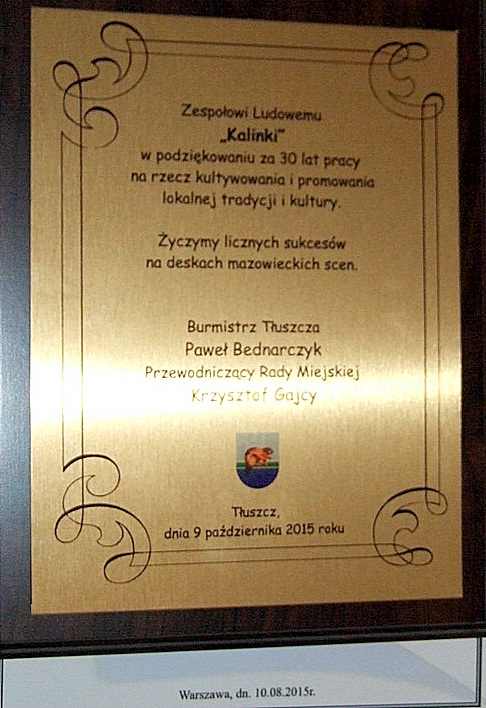 Zespołowi Ludowemu
„Kalinki”
w podziękowaniu za 30 lat pracy
na rzecz kultywowania i promowania
lokalnej tradycji i kultury.
Życzymy licznych sukcesów
na deskach mazowieckich scen.
Burmistrz Tłuszcza
Paweł Bednarczyk
Przewodniczący Rady Miejskiej
Krzysztof Gajcy
Tłuszcz,
dnia 9 października 2015 roku
Warszawa, dn. 10.08.2015r.